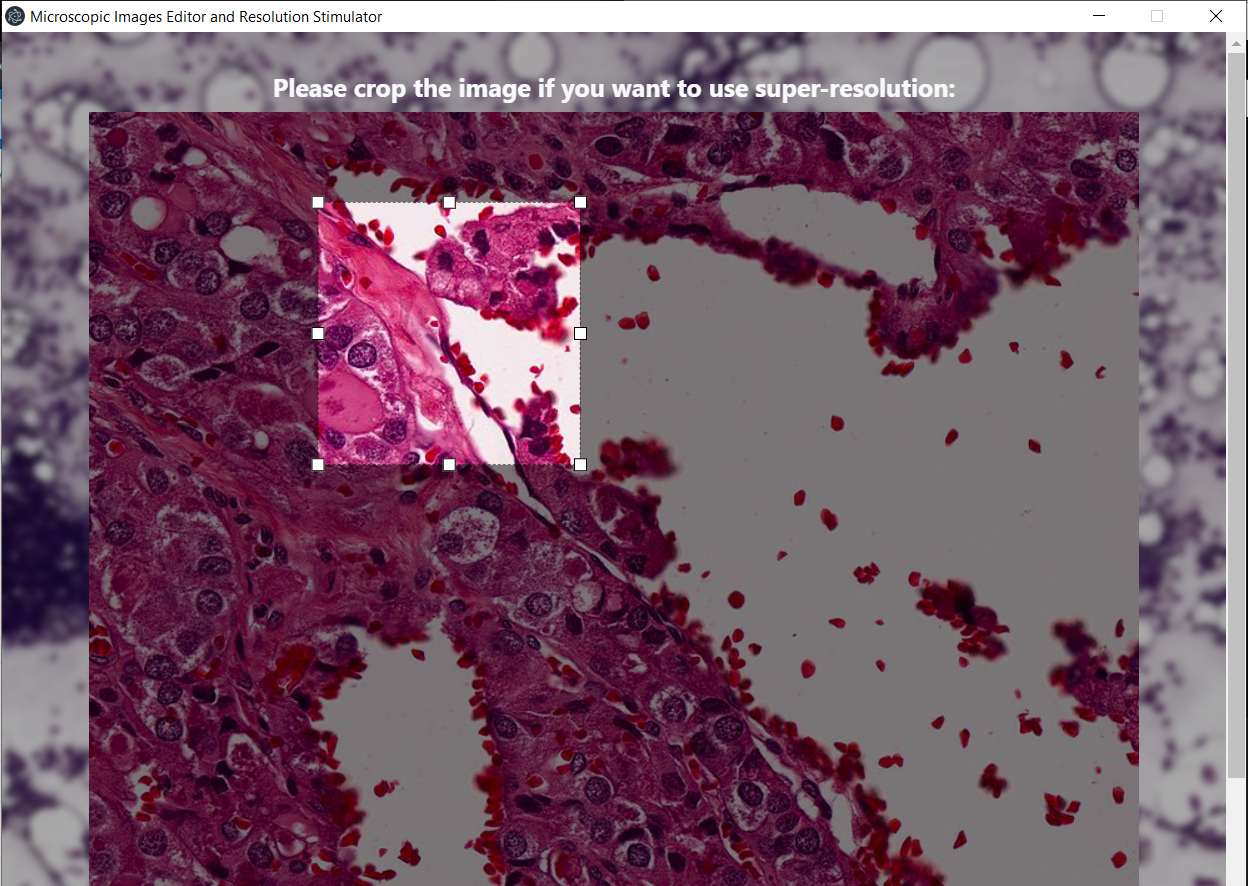 Microscopic Images Editor and Resolution Stimulator
Please crop the image if you want to use super-resolution: